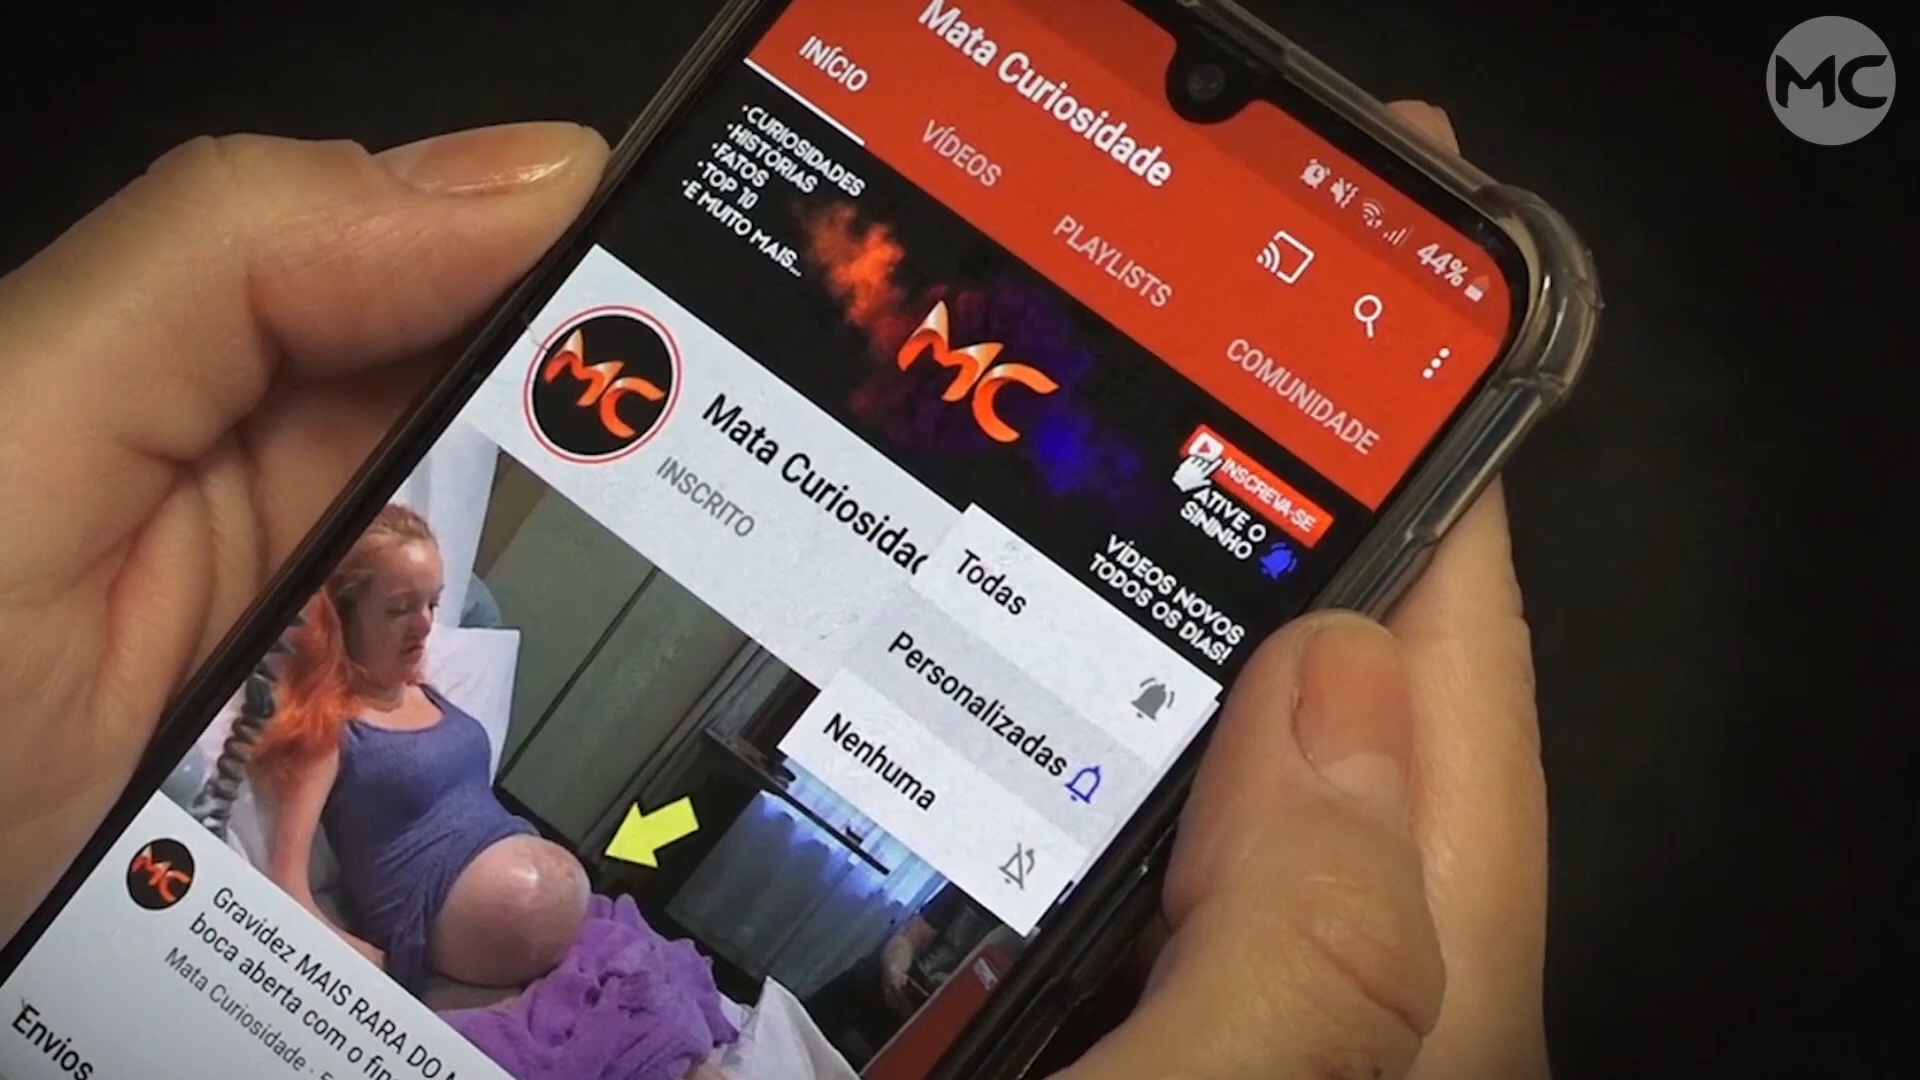 MC
44%
Mata Curiosidade
INÍCIO
VÍDEOS
PLAYLISTS
COMUNIDADE
•CURIOSIDADES
•HISTÓRIAS
•FATOS
•TOP 10
•E MUITO MAIS...
MC
INSCREVA-SE
ATIVE O
SININHO
VÍDEOS NOVOS
TODOS OS DIAS!
MC
Mata Curiosidad
INSCRITO
Todas
Personalizadas
Nenhuma
MC
Gravidez MAIS RARA DO
boca aberta com o fin
Mata Curiosidade ·
Envios